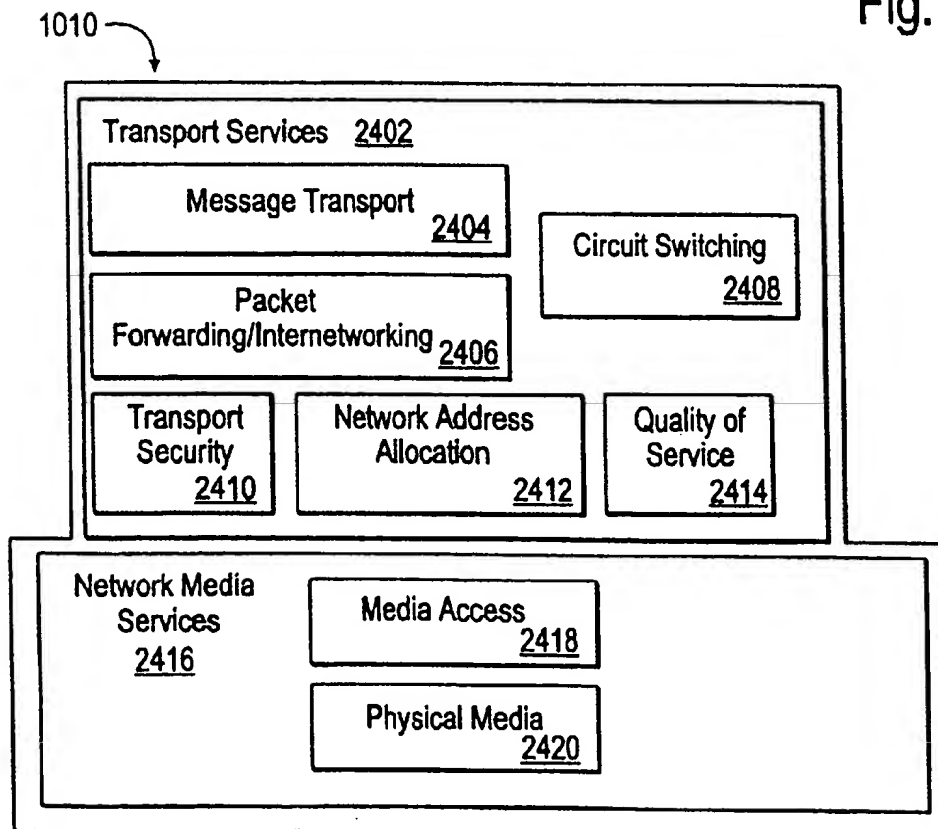 Fig.
1010
Transport Services 2402
Message Transport
2404
Circuit Switching
2408
Packet
Forwarding/Internetworking 2406
Transport
Security
2410
Network Address
Allocation
2412
Quality of
Service
2414
Network Media
Services
2416
Media Access
2418
Physical Media
2420